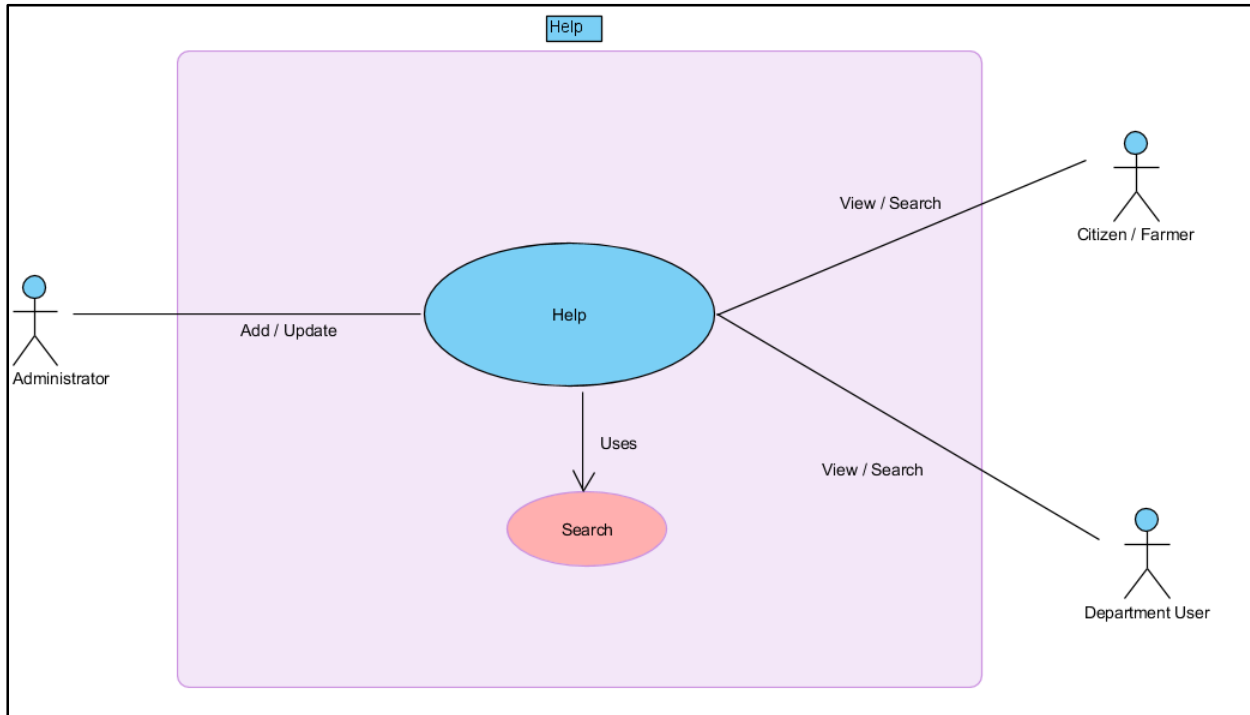 Help
View / Search
Citizen / Farmer
Help
Add / Update
Administrator
Uses
View / Search
Search
Department User